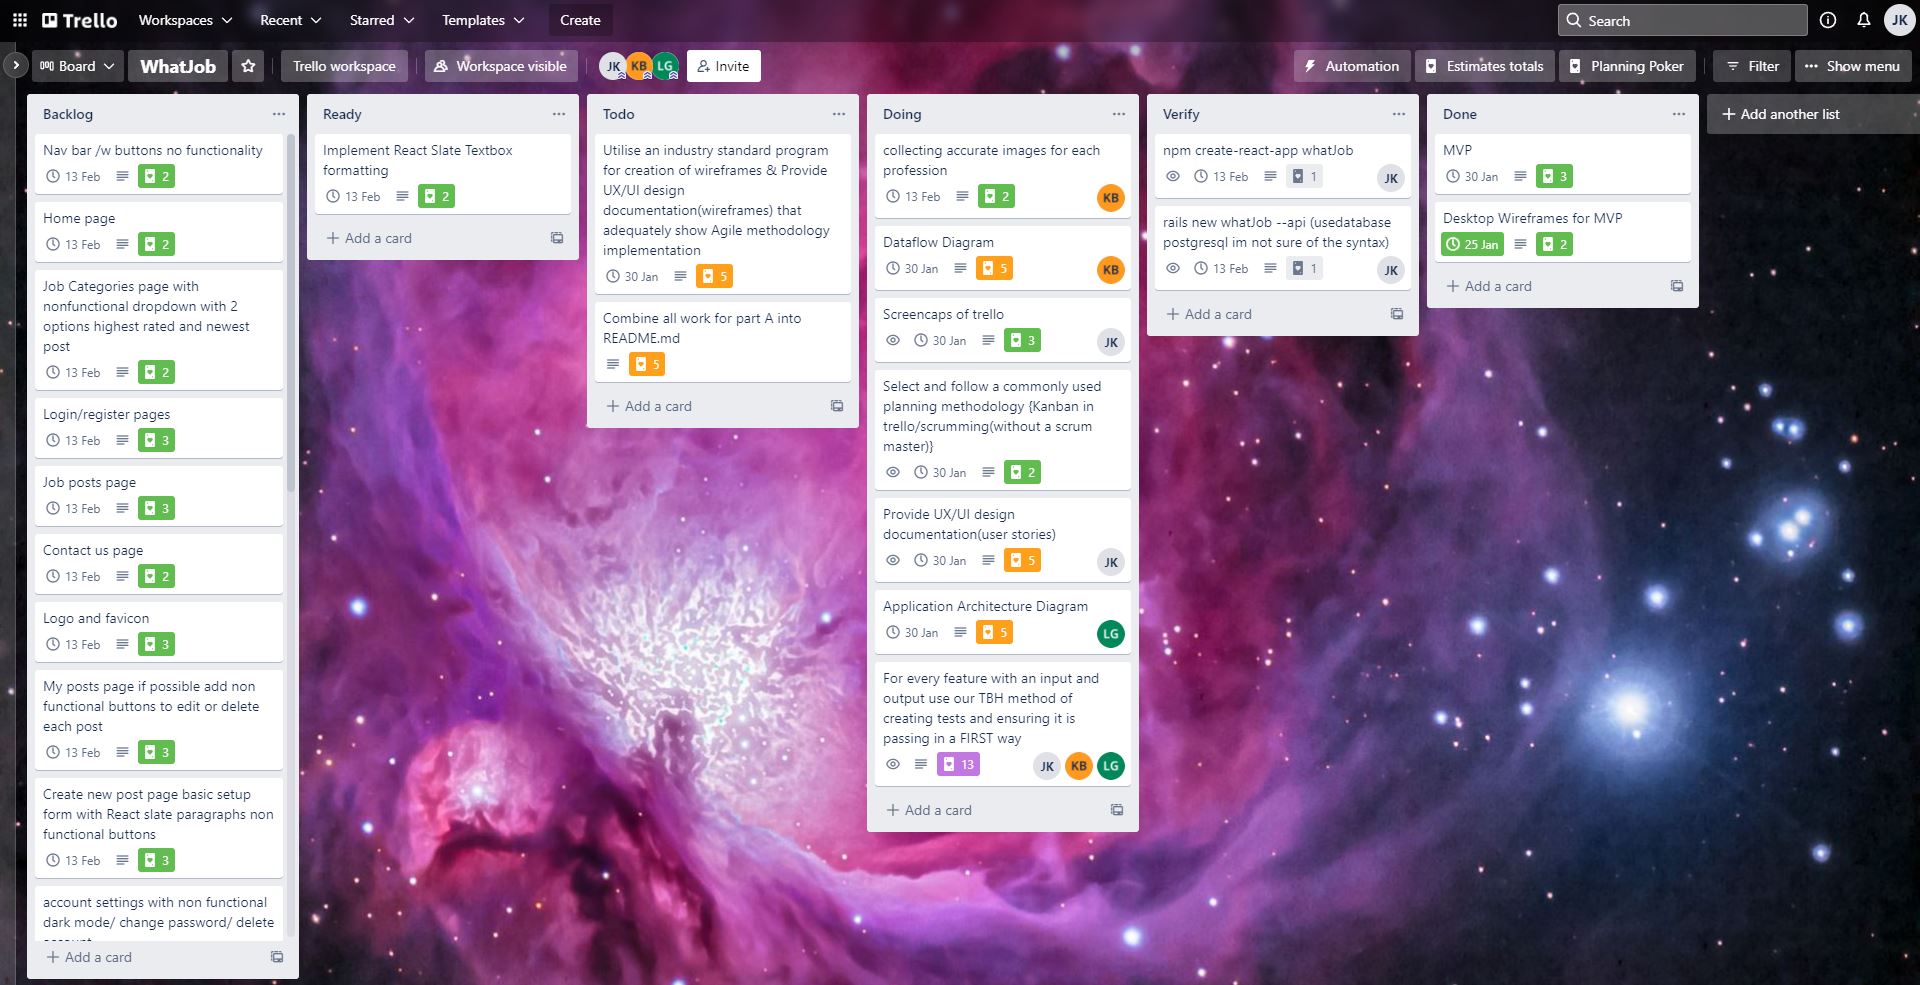 Trello
Workspaces
Recent
Starred
Templates
Create
Search
JK
Board
WhatJob
Trello workspace
Workspace visible
JK
KB
LG
Invite
Automation
Estimates totals
Planning Poker
Filter
Show menu
Backlog
Nav bar /w buttons no functionality
13 Feb 2
Home page
13 Feb 2
Job Categories page with
nonfunctional dropdown with 2
options highest rated and newest
post
13 Feb 2
Login/register pages
13 Feb 3
Job posts page
13 Feb 3
Contact us page
13 Feb 2
Logo and favicon
13 Feb 3
My posts page if possible add non
functional buttons to edit or delete
each post
13 Feb 3
Create new post page basic setup
form with React slate paragraphs non
functional buttons
13 Feb 3
account settings with non functional
dark mode/ change password/ delete
+ Add a card
Ready
Implement React Slate Textbox
formatting
13 Feb 2
+ Add a card
Todo
Utilise an industry standard program
for creation of wireframes & Provide
UX/UI design
documentation(wireframes) that
adequately show Agile methodology
implementation
30 Jan 5
Combine all work for part A into
README.md
5
+ Add a card
Doing
collecting accurate images for each
profession
13 Feb 2 KB
Dataflow Diagram
30 Jan 5 KB
Screencaps of trello
30 Jan 3 JK
Select and follow a commonly used
planning methodology {Kanban in
trello/scrumming(without a scrum
master)}
30 Jan 2
Provide UX/UI design
documentation(user stories)
30 Jan 5 JK
Application Architecture Diagram
30 Jan 5 LG
For every feature with an input and
output use our TBH method of
creating tests and ensuring it is
passing in a FIRST way
13 JK KB LG
+ Add a card
Verify
npm create-react-app whatJob
13 Feb 1 JK
rails new whatJob --api (usedatabase
postgresql im not sure of the syntax)
13 Feb 1 JK
+ Add a card
Done
MVP
30 Jan 3
Desktop Wireframes for MVP
25 Jan 2
+ Add a card
+ Add another list